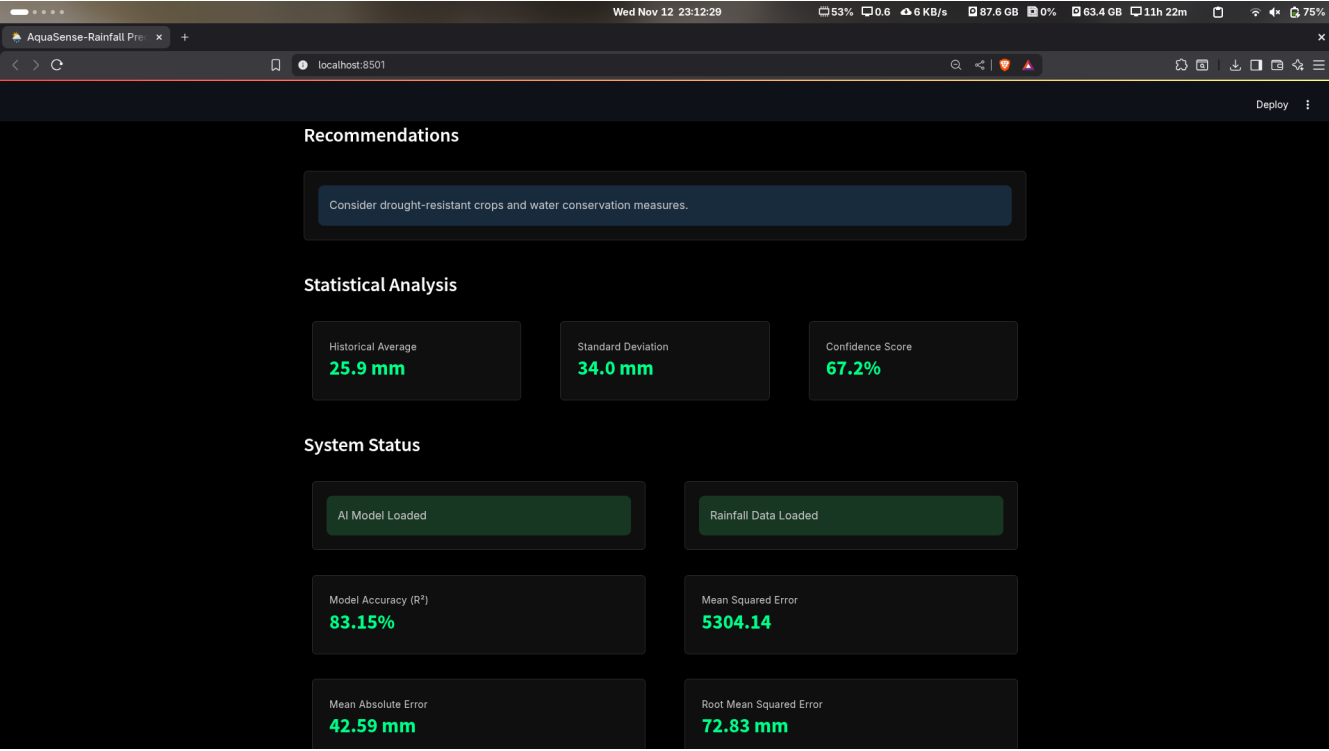 Wed Nov 12 23:12:29
53% 0.6 6 KB/s 87.6 GB 0% 63.4 GB 11h 22m 75%
AquaSense-Rainfall Pre
localhost:8501
Deploy
Recommendations
Consider drought-resistant crops and water conservation measures.
Statistical Analysis
Historical Average
25.9 mm
Standard Deviation
34.0 mm
Confidence Score
67.2%
System Status
AI Model Loaded
Rainfall Data Loaded
Model Accuracy (R²)
83.15%
Mean Squared Error
5304.14
Mean Absolute Error
42.59 mm
Root Mean Squared Error
72.83 mm